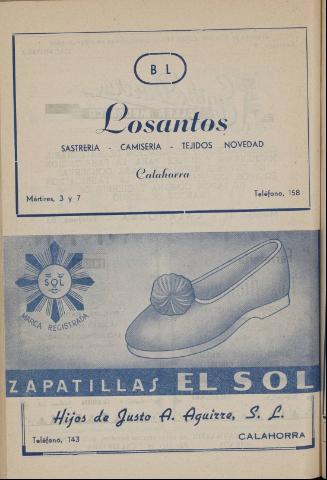 B L
Losantos
SASTRERIA - CAMISERIA - TEJIDOS NOVEDAD
Calahorra
Mártires, 3 y 7 Teléfono, 158
SOL
MARCA REGISTRADA
ZAPATILLAS EL SOL
Hijos de Justo A. Aguirre, S. L.
Teléfono, 143 CALAHORRA